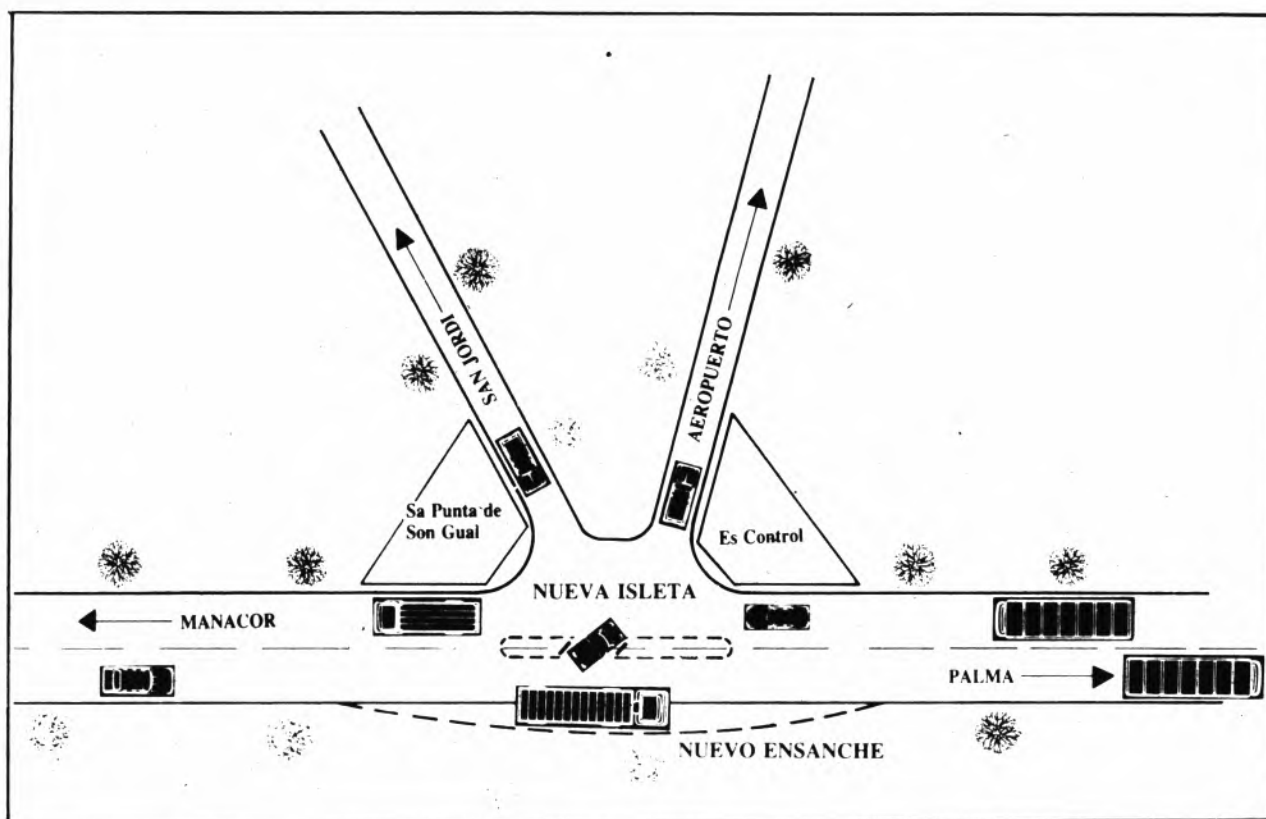 SAN JORDI
AEROPUERTO
Sa Punta de
Son Gual
Es Control
NUEVA ISLETA
MANACOR
PALMA
NUEVO ENSANCHE